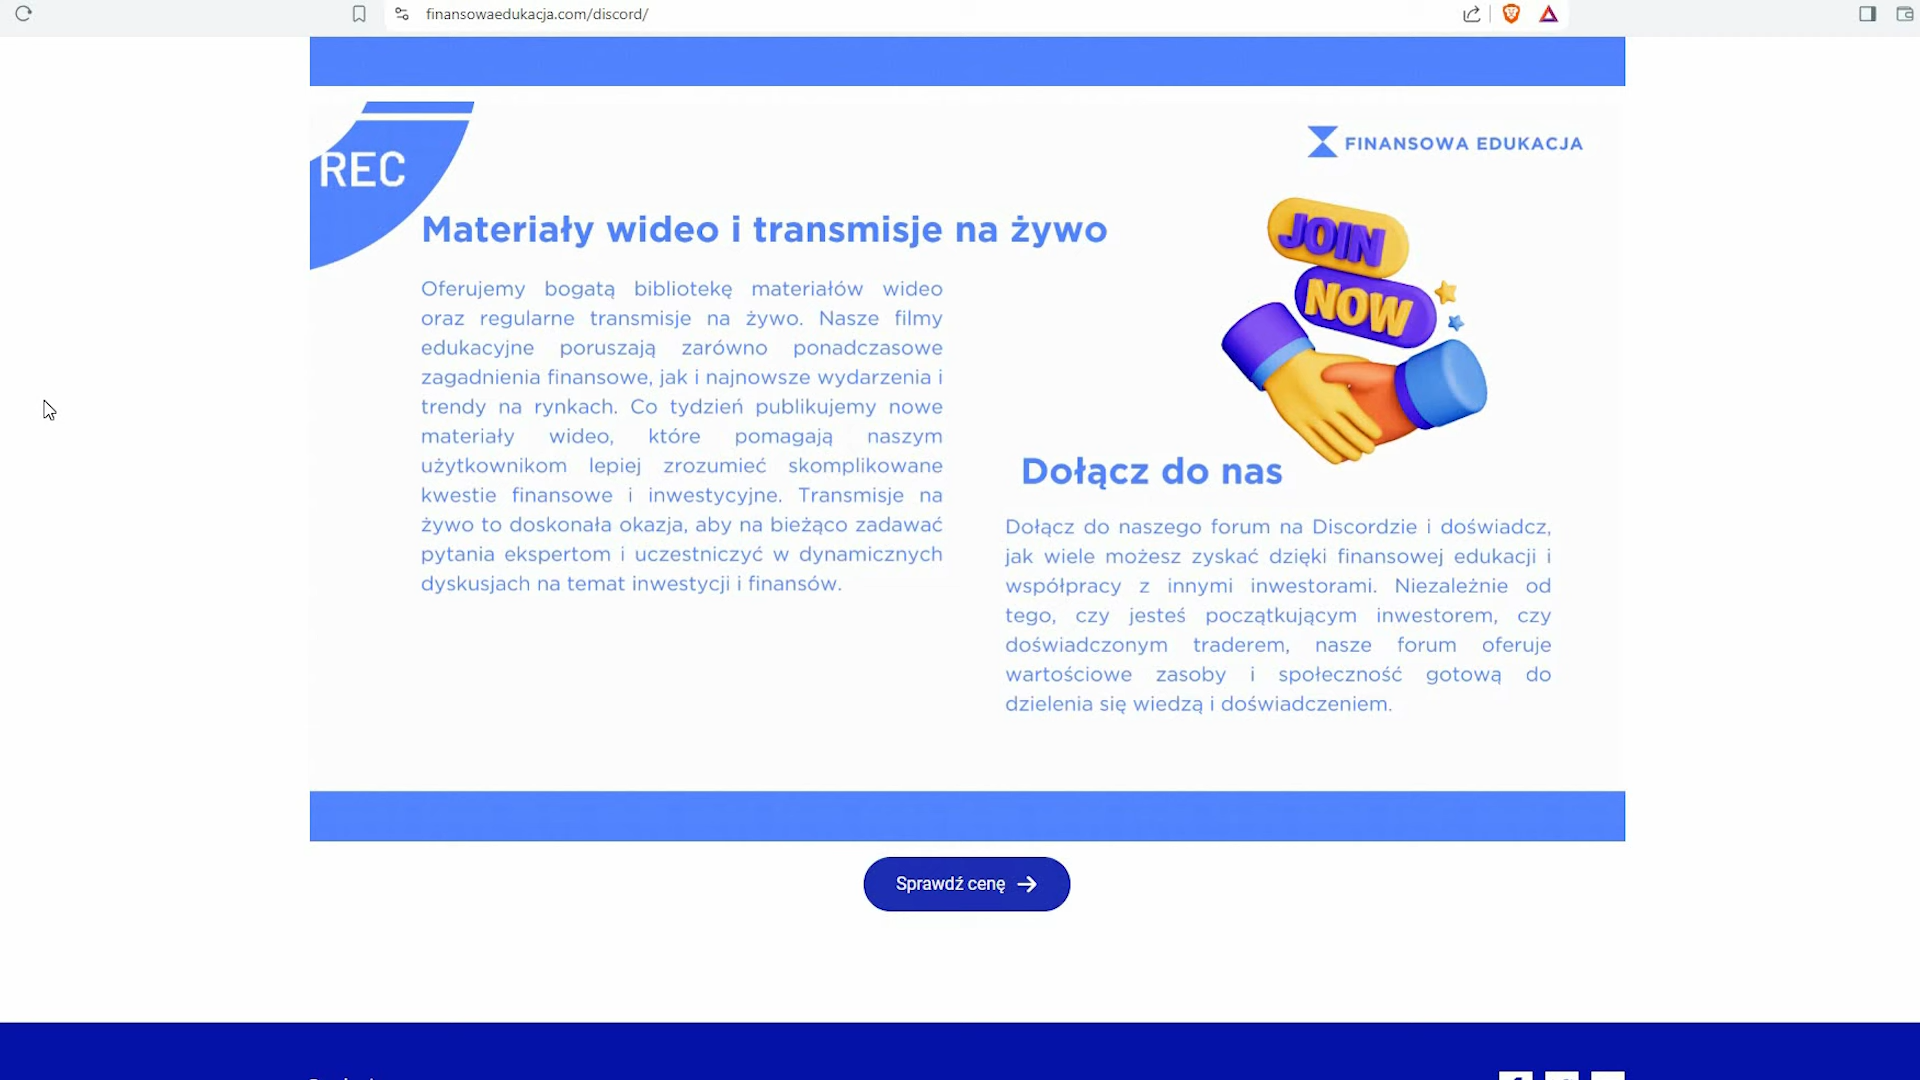 finansowaedukacja.com/discord/
REC
FINANSOWA EDUKACJA
Materiały wideo i transmisje na żywo
Oferujemy bogatą bibliotekę materiałów wideo
oraz regularne transmisje na żywo. Nasze filmy
edukacyjne poruszają zarówno ponadczasowe
zagadnienia finansowe, jak i najnowsze wydarzenia i
trendy na rynkach. Co tydzień publikujemy nowe
materiały wideo, które pomagają naszym
użytkownikom lepiej zrozumieć skomplikowane
kwestie finansowe i inwestycyjne. Transmisje na
żywo to doskonała okazja, aby na bieżąco zadawać
pytania ekspertom i uczestniczyć w dynamicznych
dyskusjach na temat inwestycji i finansów.
JOIN
NOW
Dołącz do nas
Dołącz do naszego forum na Discordzie i doświadcz,
jak wiele możesz zyskać dzięki finansowej edukacji i
współpracy z innymi inwestorami. Niezależnie od
tego, czy jesteś początkującym inwestorem, czy
doświadczonym traderem, nasze forum oferuje
wartościowe zasoby i społeczność gotową do
dzielenia się wiedzą i doświadczeniem.
Sprawdź cenę